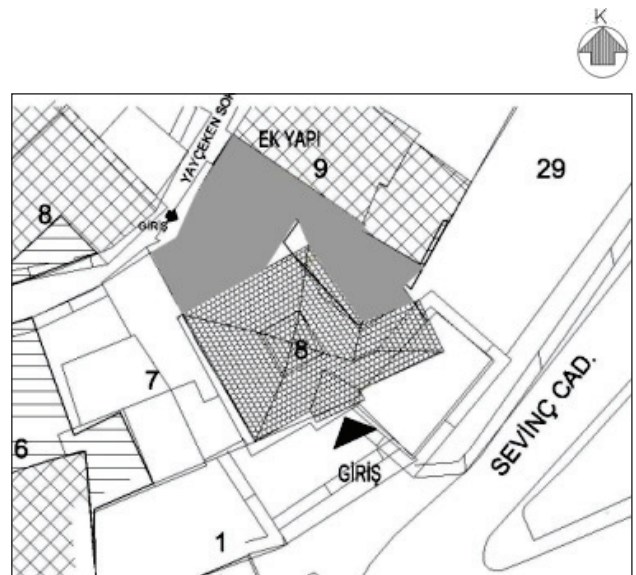 K
YAYÇEKEN SOK
EK YAPI
9
29
8
GİRİŞ
8
7
6
SEVİNÇ CAD.
GİRİŞ
1